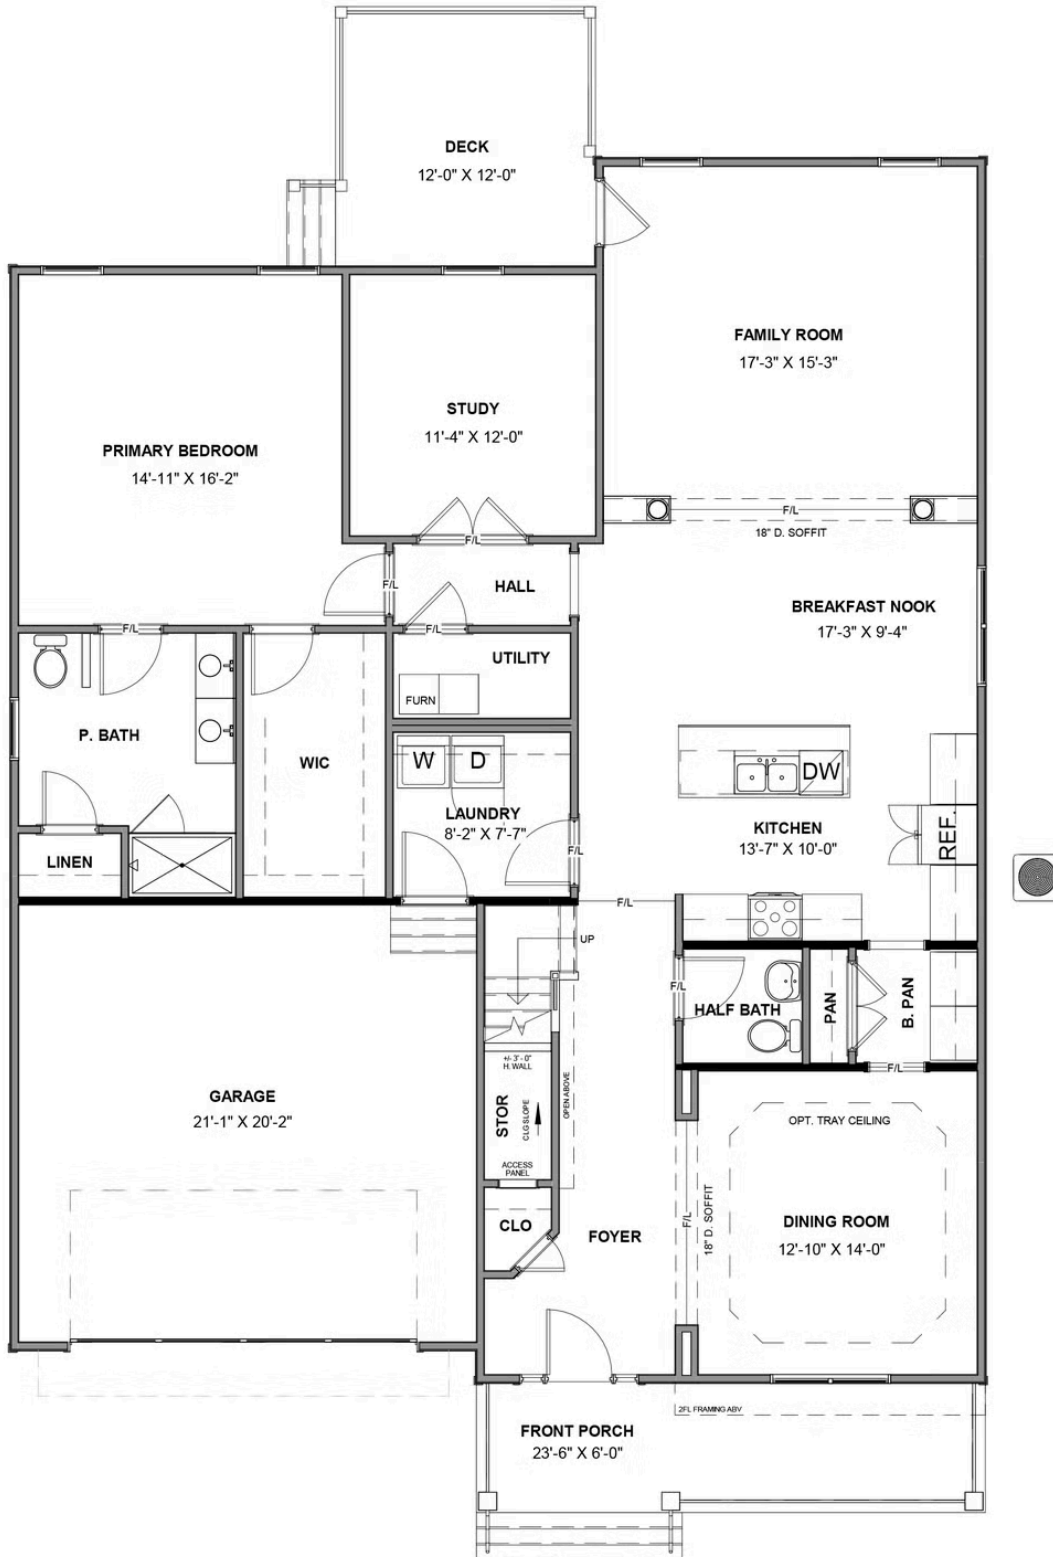 DECK
12'-0" X 12'-0"
FAMILY ROOM
17'-3" X 15'-3"
STUDY
11'-4" X 12'-0"
PRIMARY BEDROOM
14'-11" X 16'-2"
F/L
18" D. SOFFIT
F/L
F/L
HALL
BREAKFAST NOOK
17'-3" X 9'-4"
F/L
F/L
UTILITY
FURN
P. BATH
WIC
W
D
DW
LAUNDRY
8'-2" X 7'-7"
KITCHEN
13'-7" X 10'-0"
REF.
F/L
LINEN
F/L
UP
F/L
HALF BATH
PAN
B. PAN
+/- 3' - 0"
H. WALL
F/L
GARAGE
21'-1" X 20'-2"
STOR
CLG SLOPE
OPEN ABOVE
OPT. TRAY CEILING
ACCESS
PANEL
CLO
FOYER
F/L
18" D. SOFFIT
DINING ROOM
12'-10" X 14'-0"
2FL FRAMING ABV
FRONT PORCH
23'-6" X 6'-0"